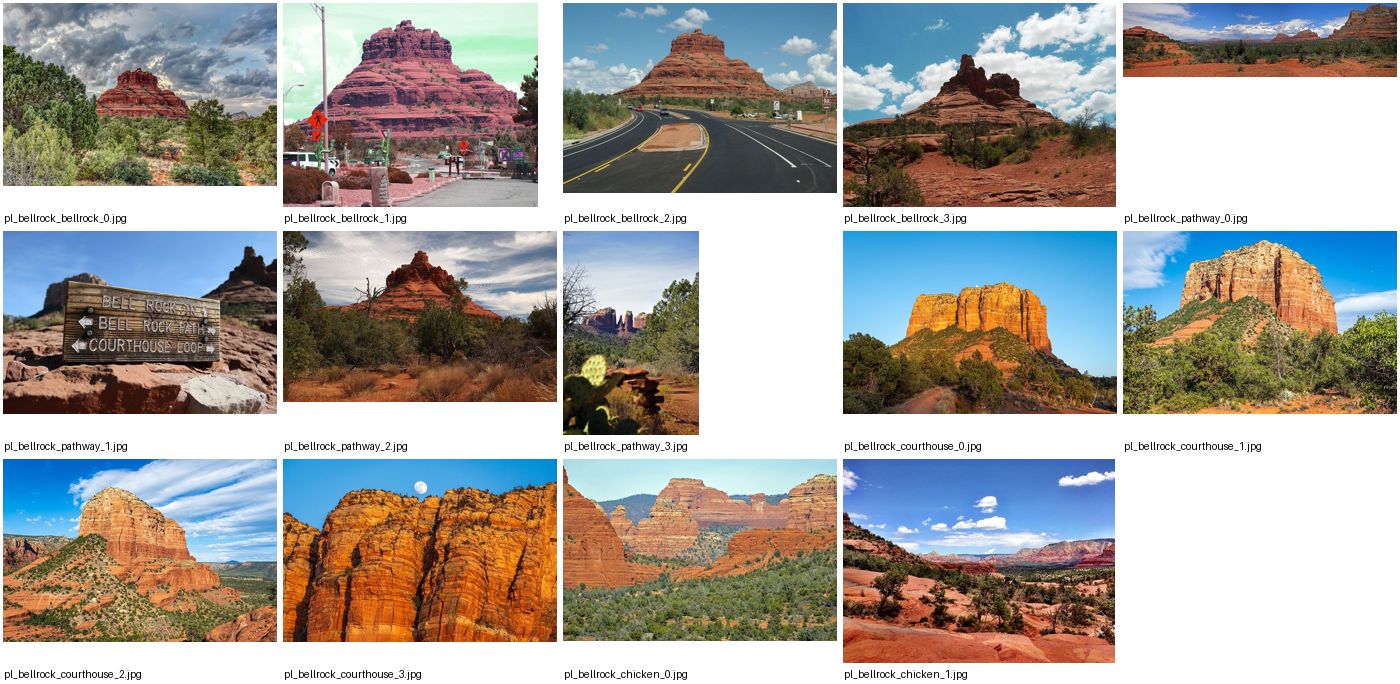 pl_bellrock_bellrock_0.jpg
pl_bellrock_bellrock_1.jpg
pl_bellrock_bellrock_2.jpg
pl_bellrock_bellrock_3.jpg
pl_bellrock_pathway_0.jpg
BELL ROCK
BELL ROCK PATH
COURTHOUSE LOOP
pl_bellrock_pathway_1.jpg
pl_bellrock_pathway_2.jpg
pl_bellrock_pathway_3.jpg
pl_bellrock_courthouse_0.jpg
pl_bellrock_courthouse_1.jpg
pl_bellrock_courthouse_2.jpg
pl_bellrock_courthouse_3.jpg
pl_bellrock_chicken_0.jpg
pl_bellrock_chicken_1.jpg